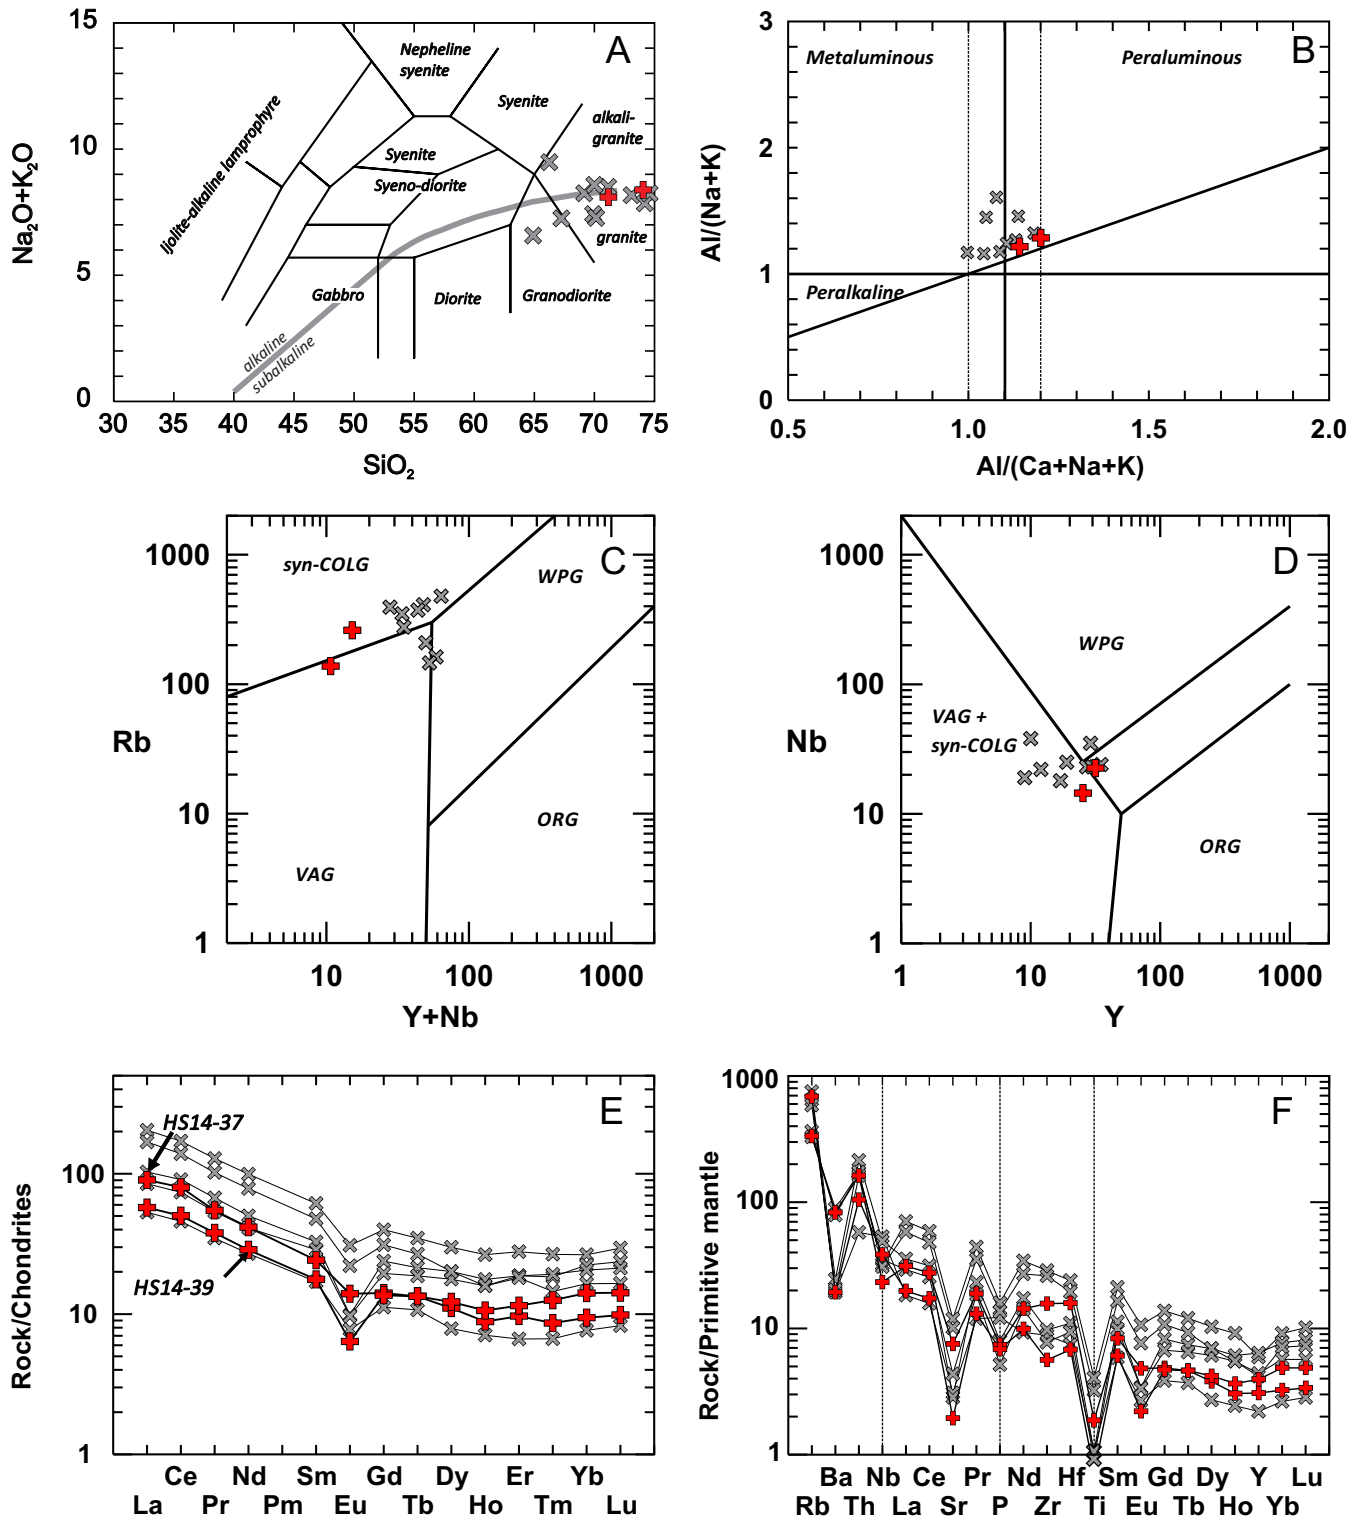 A
15
10
5
0
Na₂O+K₂O
30 35 40 45 50 55 60 65 70 75
SiO₂
Nepheline
syenite
Syenite
alkali-
granite
Ijolite-alkaline lamprophyre
Syenite
Syeno-diorite
granite
Gabbro
Diorite
Granodiorite
alkaline
subalkaline
B
3
2
1
0
Al/(Na+K)
Metaluminous
Peraluminous
Peralkaline
0.5 1.0 1.5 2.0
Al/(Ca+Na+K)
C
1000
100
10
1
Rb
syn-COLG
WPG
ORG
VAG
10 100 1000
Y+Nb
D
1000
100
10
1
Nb
WPG
VAG +
syn-COLG
ORG
1 10 100 1000
Y
E
100
10
1
Rock/Chondrites
HS14-37
HS14-39
Ce Nd Sm Gd Dy Er Yb
La Pr Pm Eu Tb Ho Tm Lu
F
1000
100
10
1
Rock/Primitive mantle
Ba Nb Ce Pr Nd Hf Sm Gd Dy Y Lu
Rb Th La Sr P Zr Ti Eu Tb Ho Yb